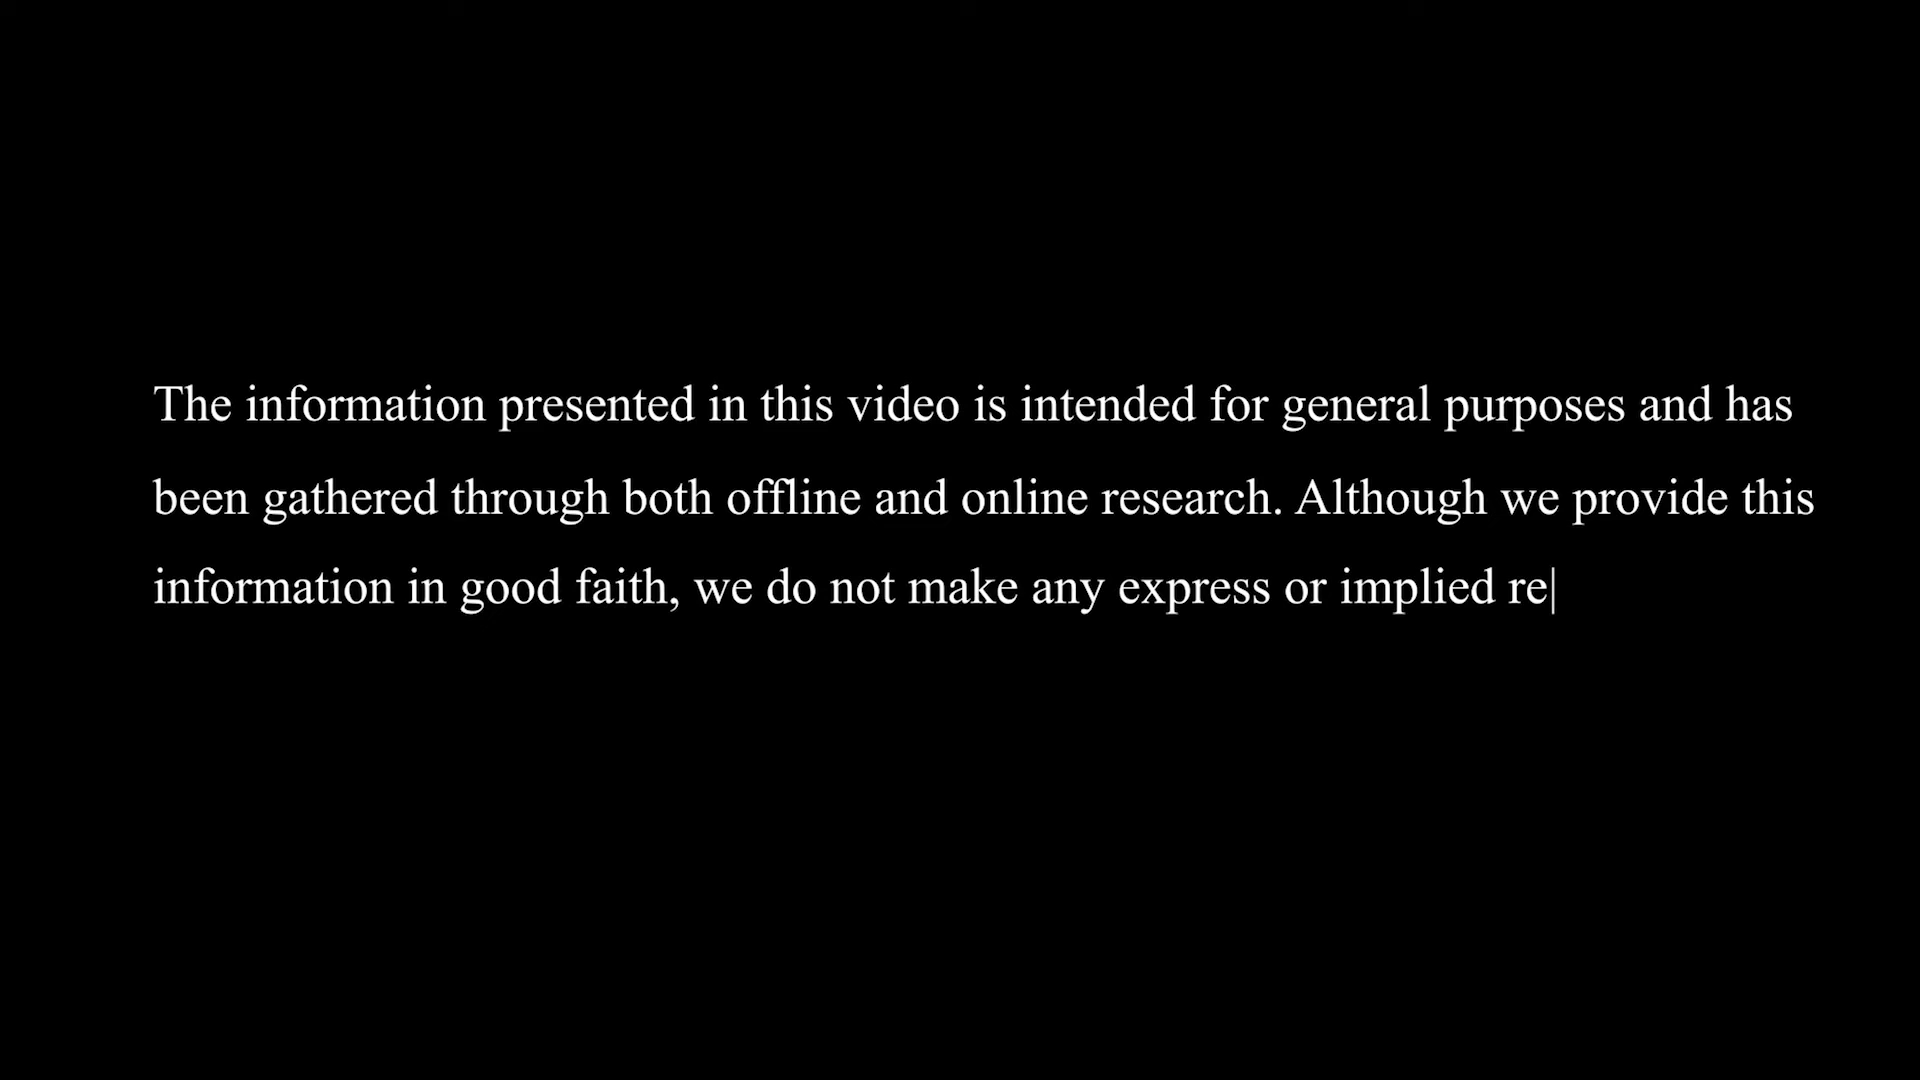 The information presented in this video is intended for general purposes and has
been gathered through both offline and online research. Although we provide this
information in good faith, we do not make any express or implied re|